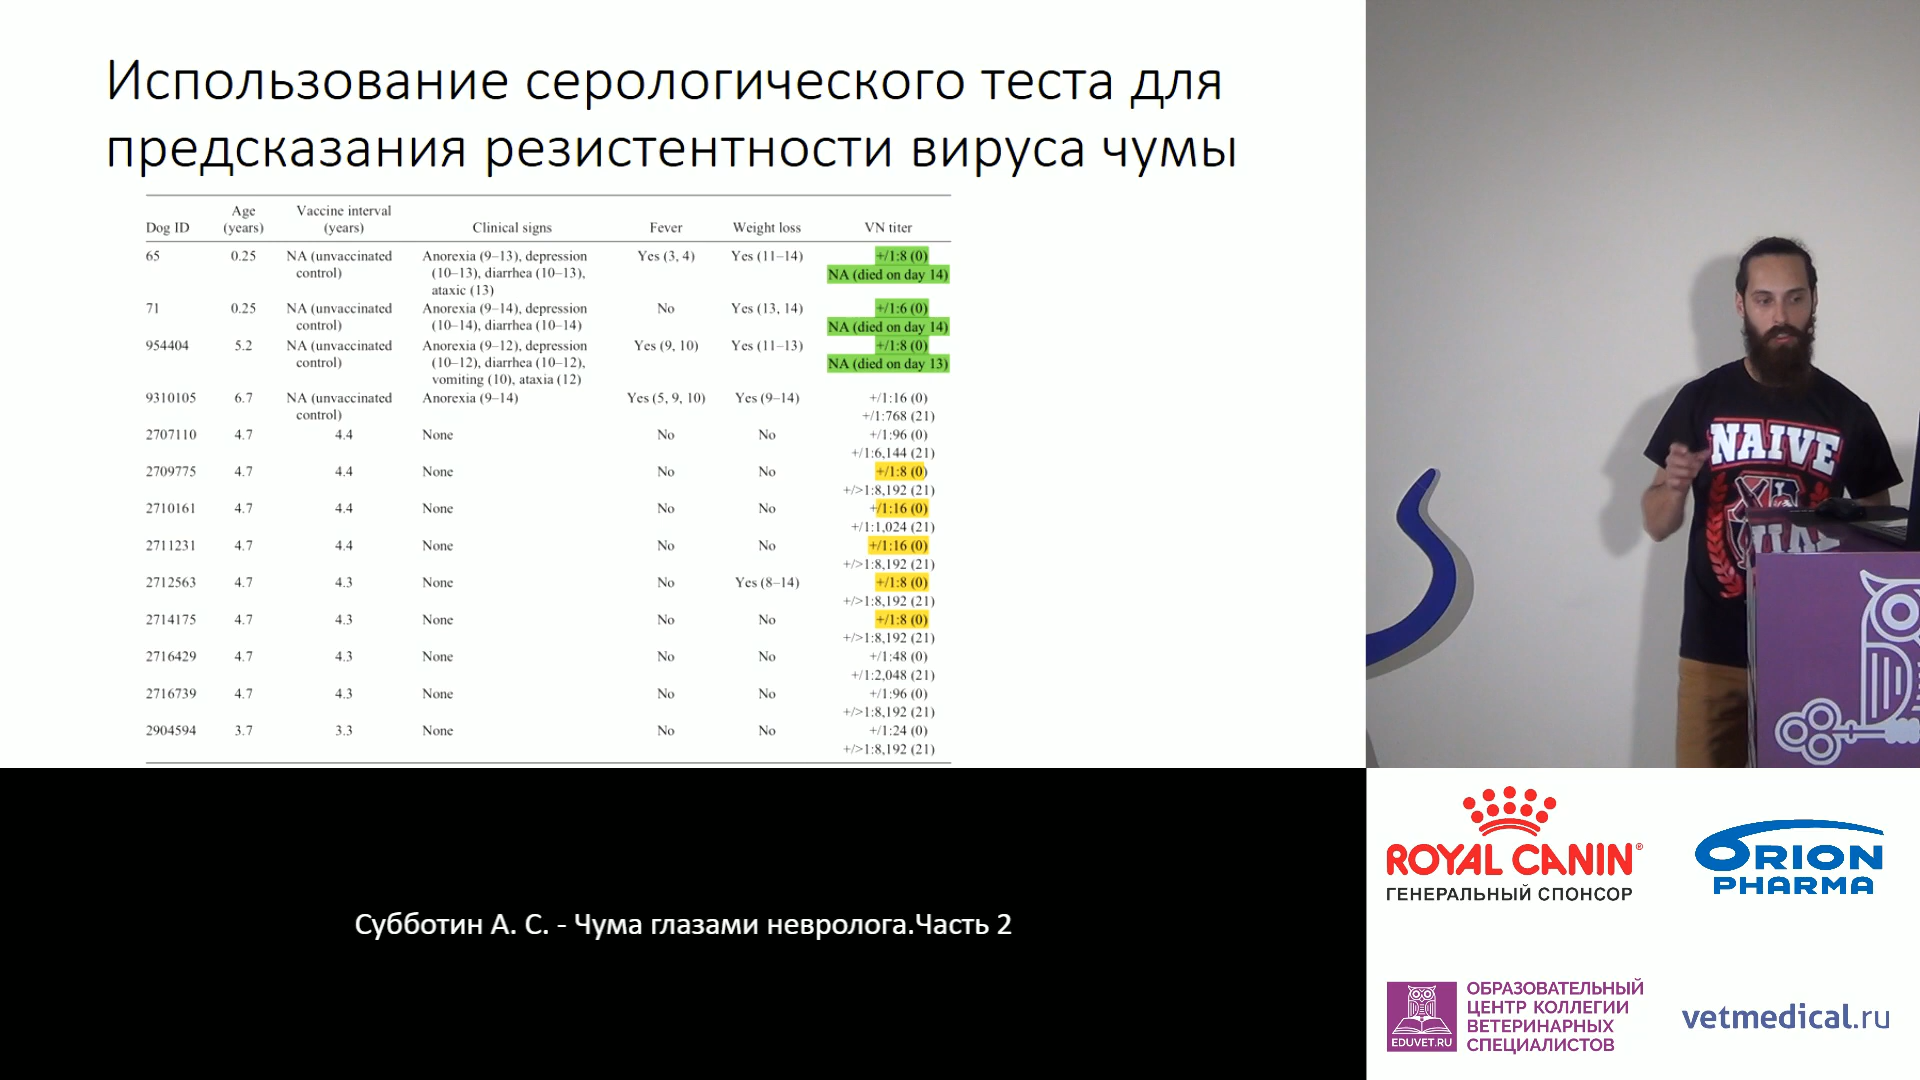 Использование серологического теста для
предсказания резистентности вируса чумы
Dog ID Age (years) Vaccine interval (years) Clinical signs Fever Weight loss VN titer
65 0.25 NA (unvaccinated control) Anorexia (9–13), depression (10–13), diarrhea (10–13), ataxic (13) Yes (3, 4) Yes (11–14) +/1:8 (0) NA (died on day 14)
71 0.25 NA (unvaccinated control) Anorexia (9–14), depression (10–14), diarrhea (10–14) No Yes (13, 14) +/1:6 (0) NA (died on day 14)
954404 5.2 NA (unvaccinated control) Anorexia (9–12), depression (10–12), diarrhea (10–12), vomiting (10), ataxia (12) Yes (9, 10) Yes (11–13) +/1:8 (0) NA (died on day 13)
9310105 6.7 NA (unvaccinated control) Anorexia (9–14) Yes (5, 9, 10) Yes (9–14) +/1:16 (0) +/1:768 (21)
2707110 4.7 4.4 None No No +/1:96 (0) +/1:6,144 (21)
2709775 4.7 4.4 None No No +/1:8 (0) +/>1:8,192 (21)
2710161 4.7 4.4 None No No +/1:16 (0) +/1:1,024 (21)
2711231 4.7 4.4 None No No +/1:16 (0) +/>1:8,192 (21)
2712563 4.7 4.3 None No Yes (8–14) +/1:8 (0) +/>1:8,192 (21)
2714175 4.7 4.3 None No No +/1:8 (0) +/>1:8,192 (21)
2716429 4.7 4.3 None No No +/1:48 (0) +/1:2,048 (21)
2716739 4.7 4.3 None No No +/1:96 (0) +/>1:8,192 (21)
2904594 3.7 3.3 None No No +/1:24 (0) +/>1:8,192 (21)
NAIVE
Субботин А. С. - Чума глазами невролога.Часть 2
ROYAL CANIN®
ГЕНЕРАЛЬНЫЙ СПОНСОР
ORION
PHARMA
EDUVET.RU
ОБРАЗОВАТЕЛЬНЫЙ
ЦЕНТР КОЛЛЕГИИ
ВЕТЕРИНАРНЫХ
СПЕЦИАЛИСТОВ
vetmedical.ru